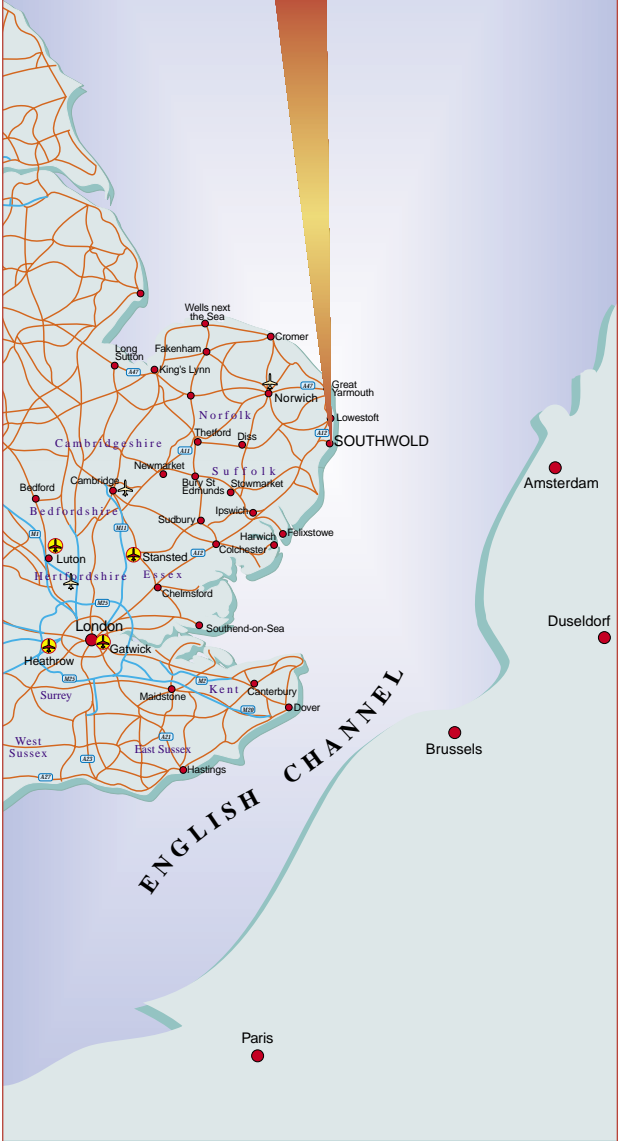 Wells next
the Sea
Cromer
Long
Sutton
Fakenham
King's Lynn
A47
A47
Great
Yarmouth
Norwich
Norfolk
Lowestoft
A12
SOUTHWOLD
Thetford
Diss
Cambridgeshire
A11
Newmarket
Suffolk
Amsterdam
Bedford
Cambridge
Bury St
Edmunds
Stowmarket
Bedfordshire
Ipswich
Sudbury
M1
M11
Felixstowe
Harwich
Colchester
A12
Luton
Stansted
Hertfordshire
Essex
Chelmsford
M25
Duseldorf
London
Southend-on-Sea
Gatwick
Heathrow
M25
M2
Kent
Surrey
Maidstone
Canterbury
M20
Dover
West
Sussex
A21
East Sussex
A23
Brussels
Hastings
A27
ENGLISH CHANNEL
Paris